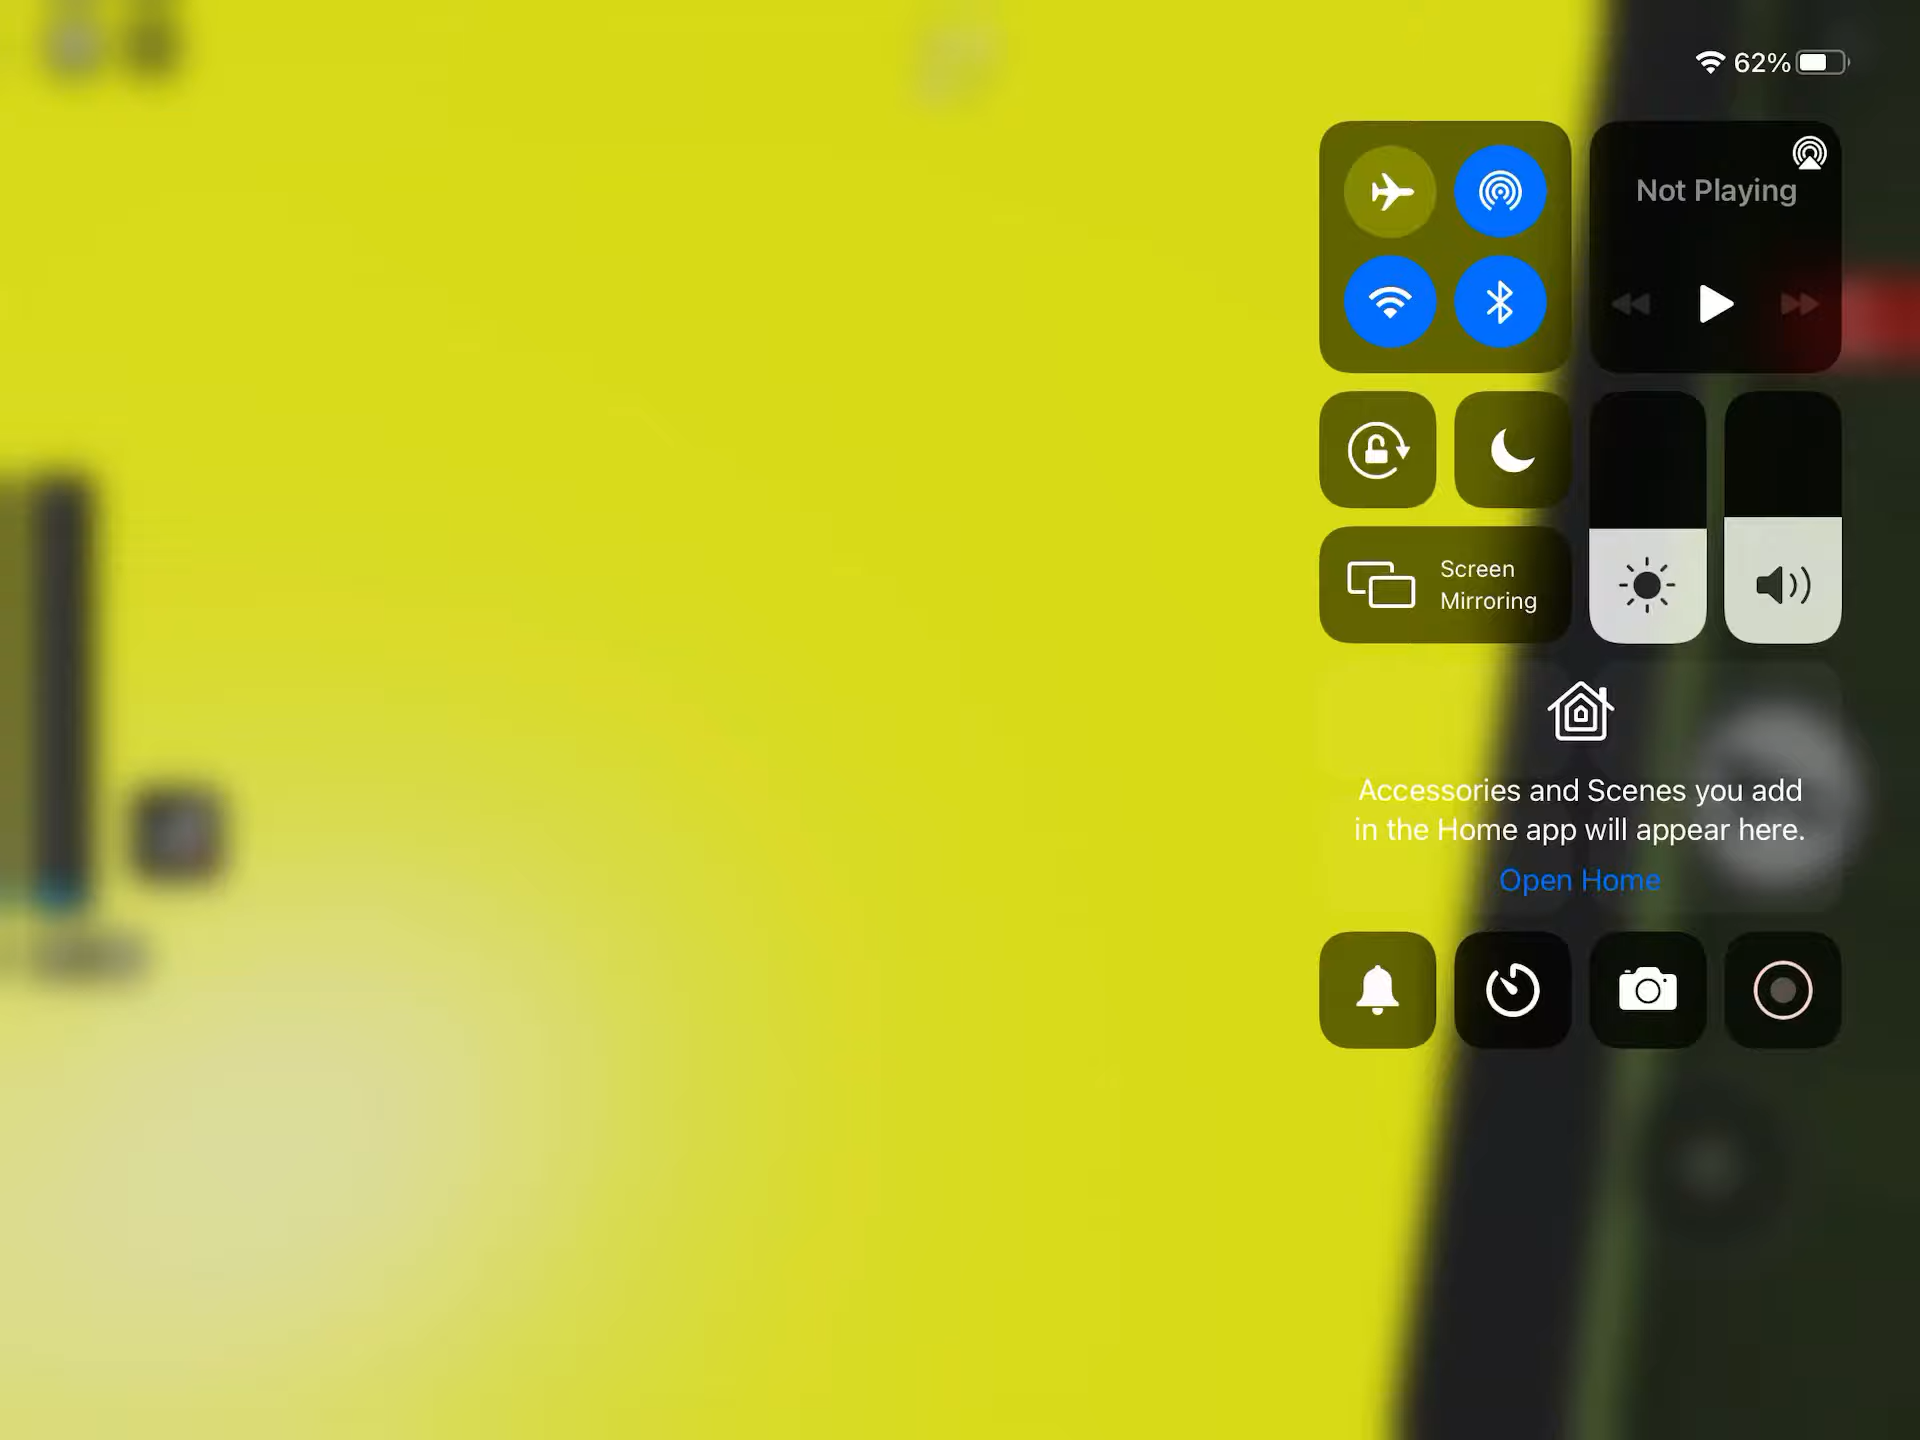 62%
Not Playing
Screen
Mirroring
Accessories and Scenes you add
in the Home app will appear here.
Open Home